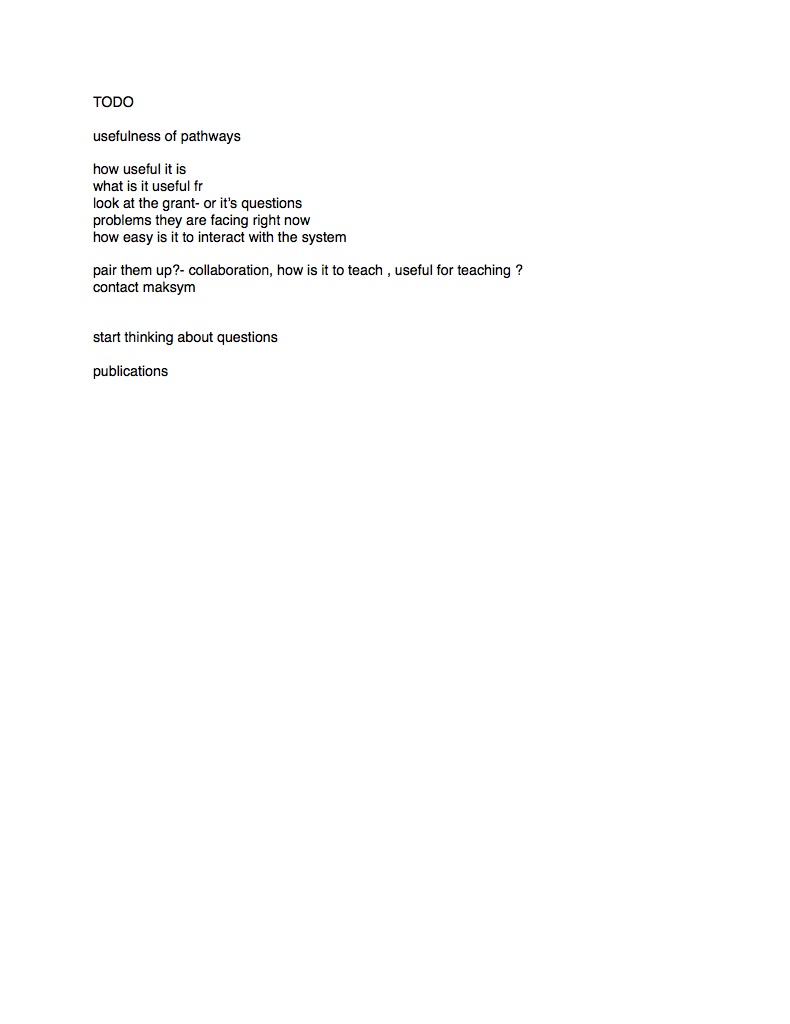 TODO
usefulness of pathways
how useful it is
what is it useful fr
look at the grant- or it's questions
problems they are facing right now
how easy is it to interact with the system
pair them up?- collaboration, how is it to teach , useful for teaching ?
contact maksym
start thinking about questions
publications